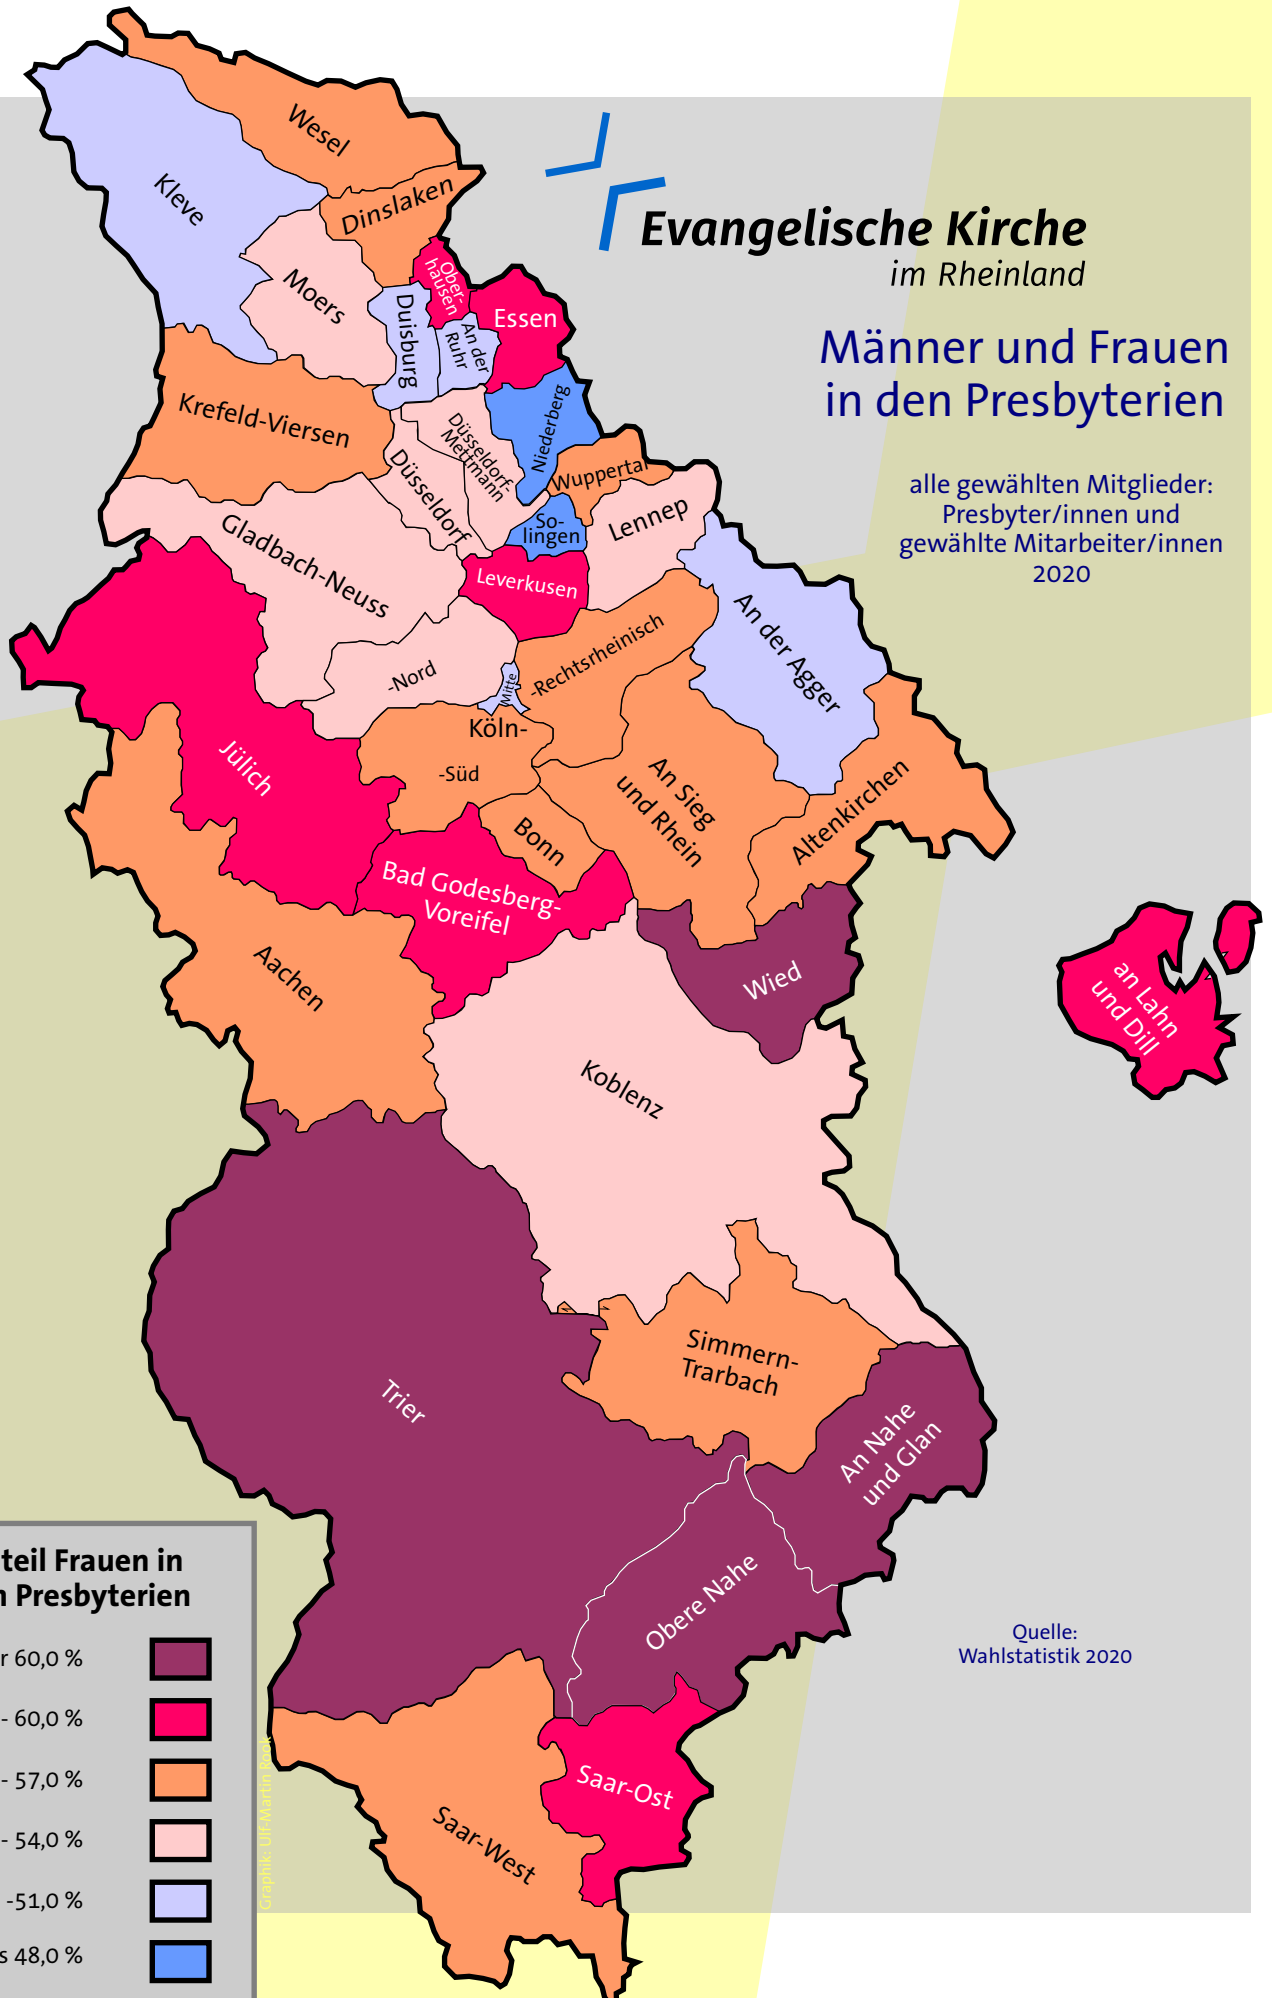 Evangelische Kirche
im Rheinland
Männer und Frauen
in den Presbyterien
alle gewählten Mitglieder:
Presbyter/innen und
gewählte Mitarbeiter/innen
2020
Wesel
Kleve
Dinslaken
Moers
Ober-
hausen
Duisburg
An der
Ruhr
Essen
Krefeld-Viersen
Niederberg
Düsseldorf-
Mettmann
Düsseldorf
Wuppertal
So-
lingen
Lennep
Gladbach-Neuss
Leverkusen
An der Agger
-Rechtsrheinisch
-Nord
Mitte
Köln-
-Süd
Jülich
An Sieg
und Rhein
Altenkirchen
Bonn
Bad Godesberg-
Voreifel
Aachen
Wied
an Lahn
und Dill
Koblenz
Simmern-
Trarbach
Trier
An Nahe
und Glan
Obere Nahe
Saar-Ost
Saar-West
Quelle:
Wahlstatistik 2020
teil Frauen in
n Presbyterien
r 60,0 %
- 60,0 %
- 57,0 %
- 54,0 %
-51,0 %
s 48,0 %
Graphik: Ulf-Martin Reek